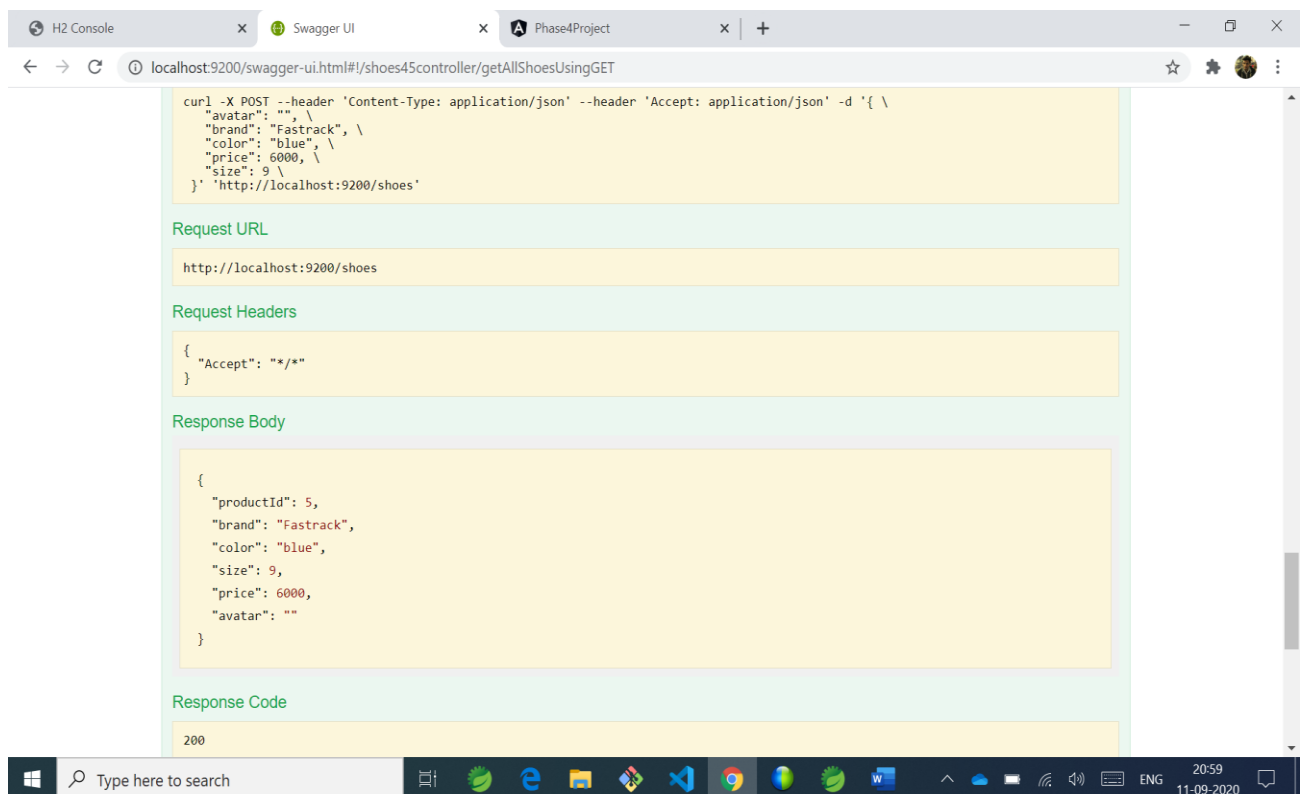 H2 Console
Swagger UI
Phase4Project
localhost:9200/swagger-ui.html#!/shoes45controller/getAllShoesUsingGET
curl -X POST --header 'Content-Type: application/json' --header 'Accept: application/json' -d '{ \
"avatar": "", \
"brand": "Fastrack", \
"color": "blue", \
"price": 6000, \
"size": 9 \
}' 'http://localhost:9200/shoes'
Request URL
http://localhost:9200/shoes
Request Headers
{
"Accept": "*/*"
}
Response Body
{
"productId": 5,
"brand": "Fastrack",
"color": "blue",
"size": 9,
"price": 6000,
"avatar": ""
}
Response Code
200
Type here to search
ENG
20:59
11-09-2020